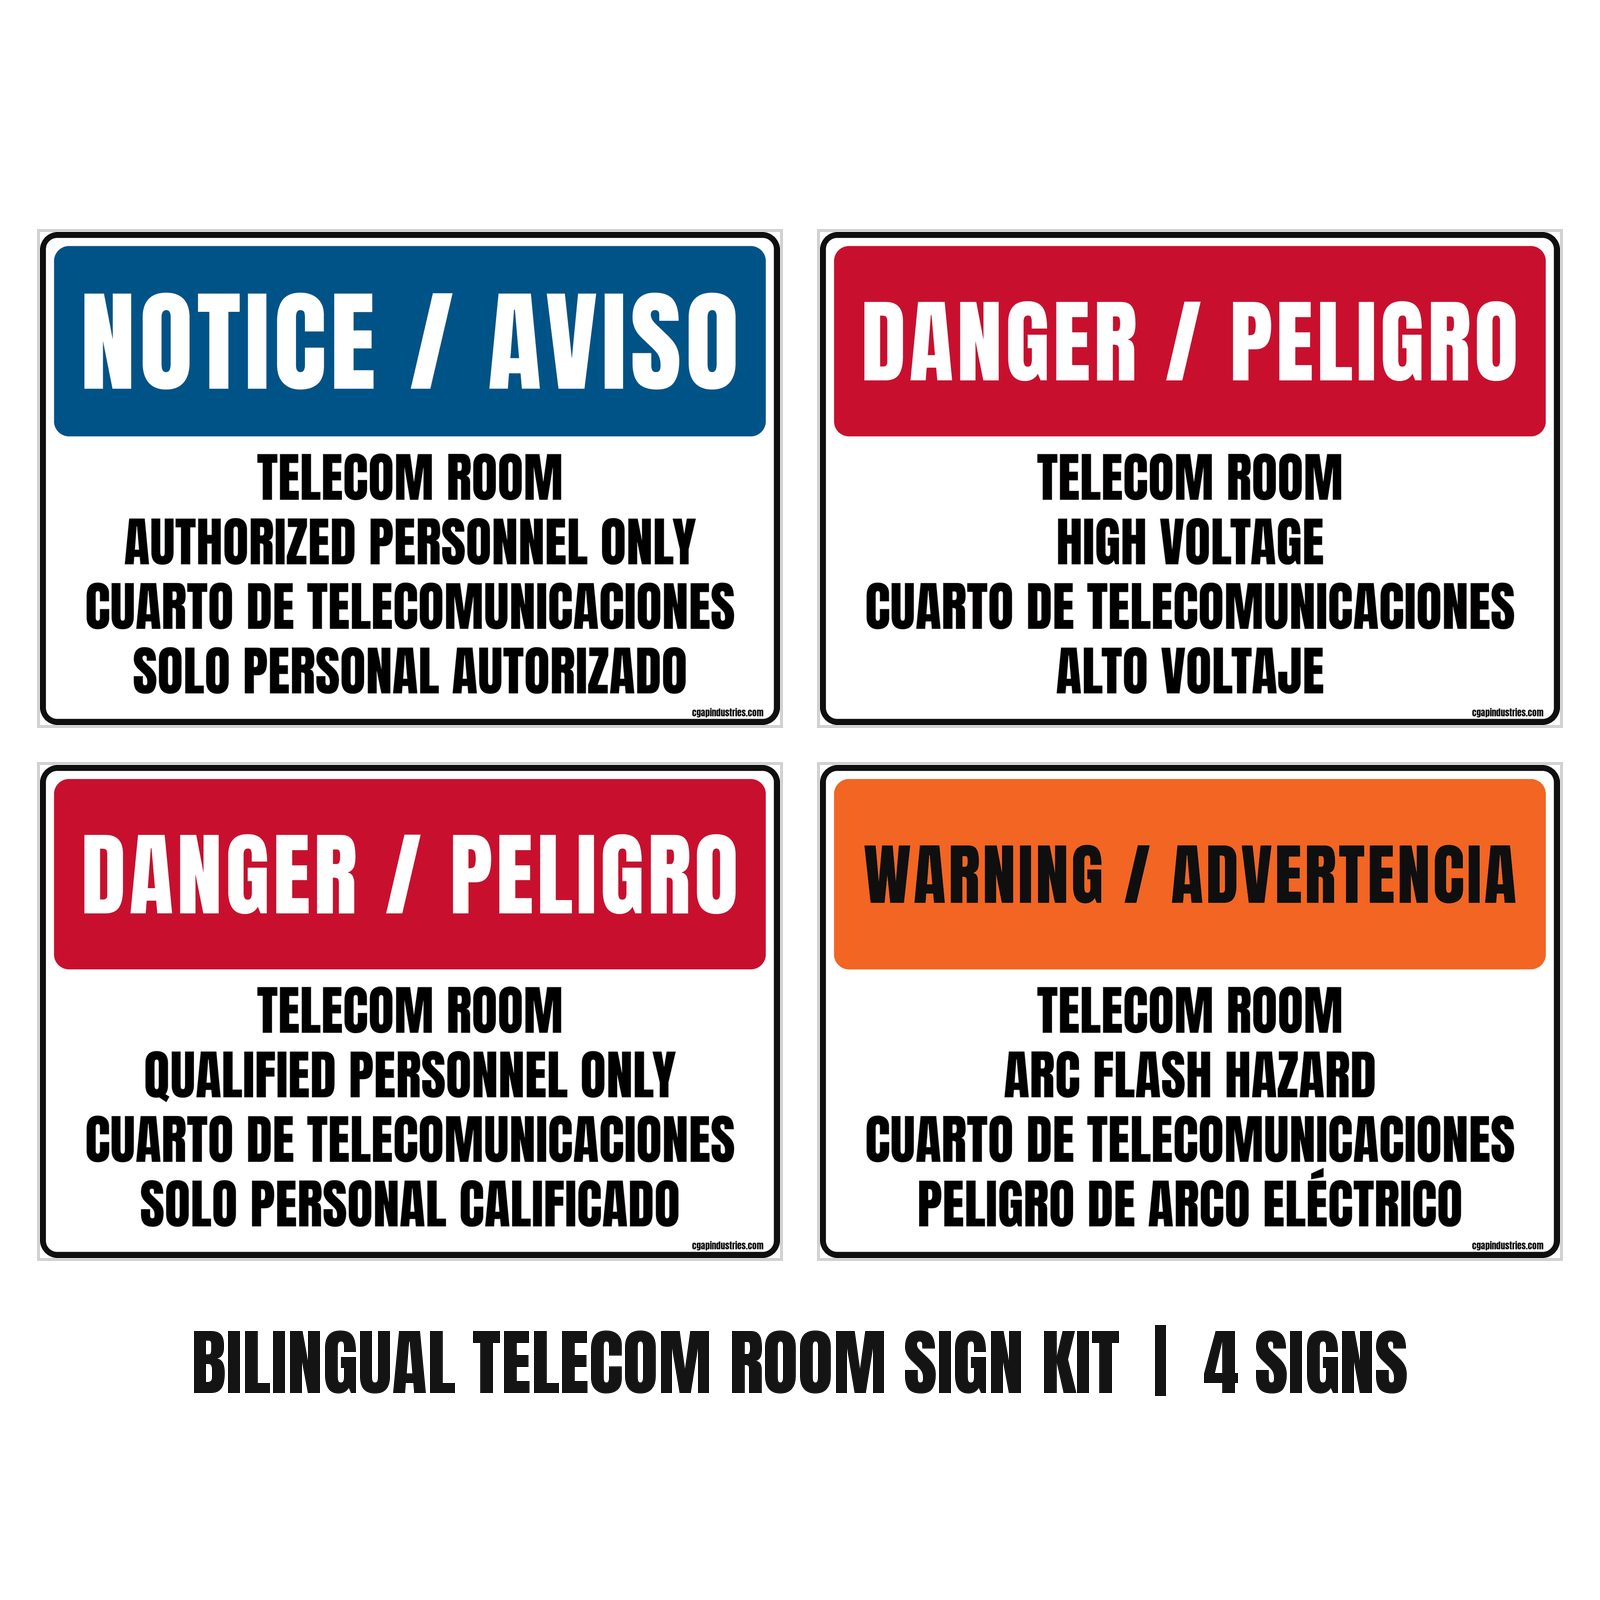 NOTICE / AVISO
TELECOM ROOM
AUTHORIZED PERSONNEL ONLY
CUARTO DE TELECOMUNICACIONES
SOLO PERSONAL AUTORIZADO
cgapindustries.com
DANGER / PELIGRO
TELECOM ROOM
HIGH VOLTAGE
CUARTO DE TELECOMUNICACIONES
ALTO VOLTAJE
cgapindustries.com
DANGER / PELIGRO
TELECOM ROOM
QUALIFIED PERSONNEL ONLY
CUARTO DE TELECOMUNICACIONES
SOLO PERSONAL CALIFICADO
cgapindustries.com
WARNING / ADVERTENCIA
TELECOM ROOM
ARC FLASH HAZARD
CUARTO DE TELECOMUNICACIONES
PELIGRO DE ARCO ELÉCTRICO
cgapindustries.com
BILINGUAL TELECOM ROOM SIGN KIT | 4 SIGNS